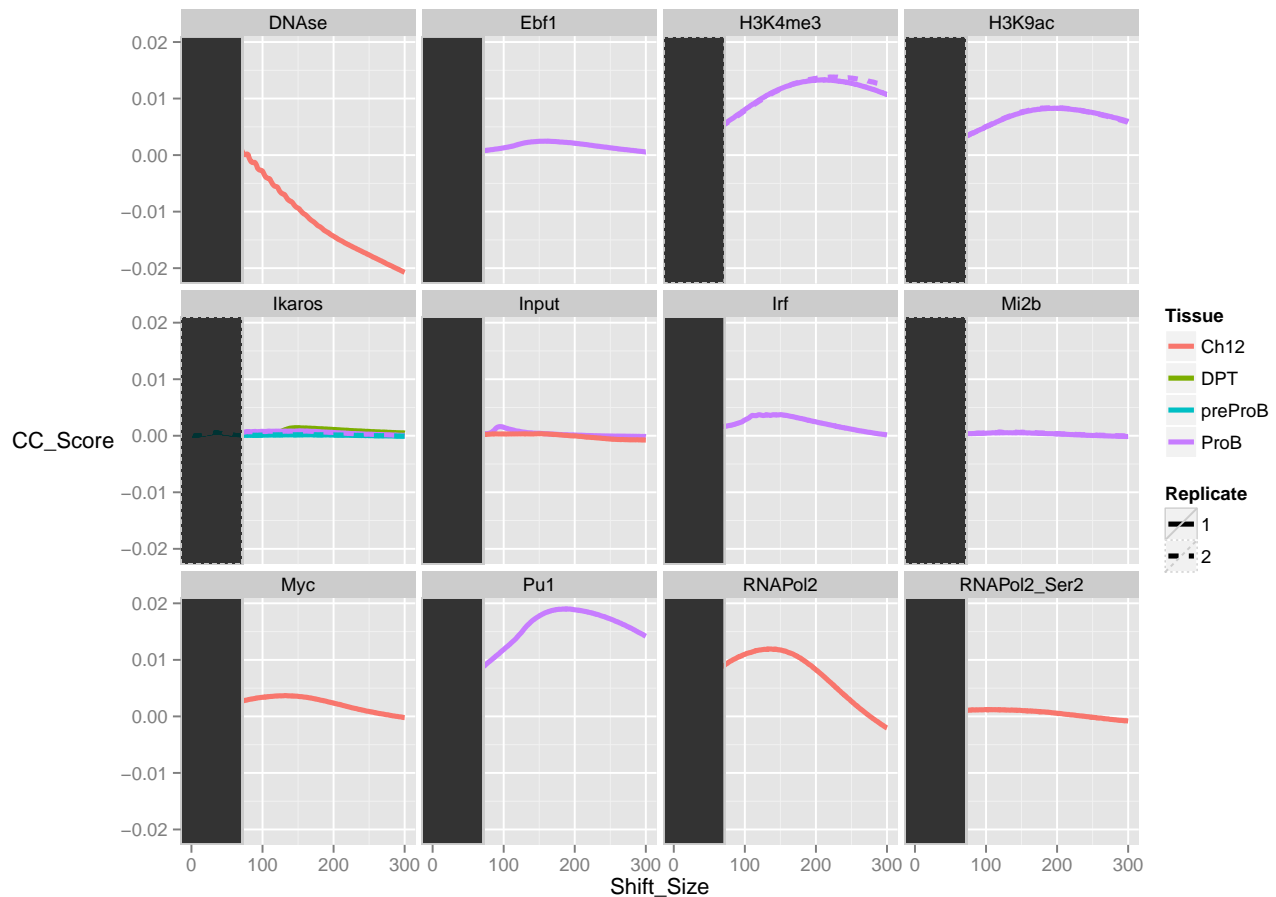 DNAse Ebf1 H3K4me3 H3K9ac
0.02
0.01
0.00
−0.01
−0.02
Ikaros Input Irf Mi2b
0.02
0.01
0.00
−0.01
−0.02
Myc Pu1 RNAPol2 RNAPol2_Ser2
0.02
0.01
0.00
−0.01
−0.02
0 100 200 300 0 100 200 300 0 100 200 300 0 100 200 300
Shift_Size
CC_Score
Tissue
Ch12
DPT
preProB
ProB
Replicate
1
2